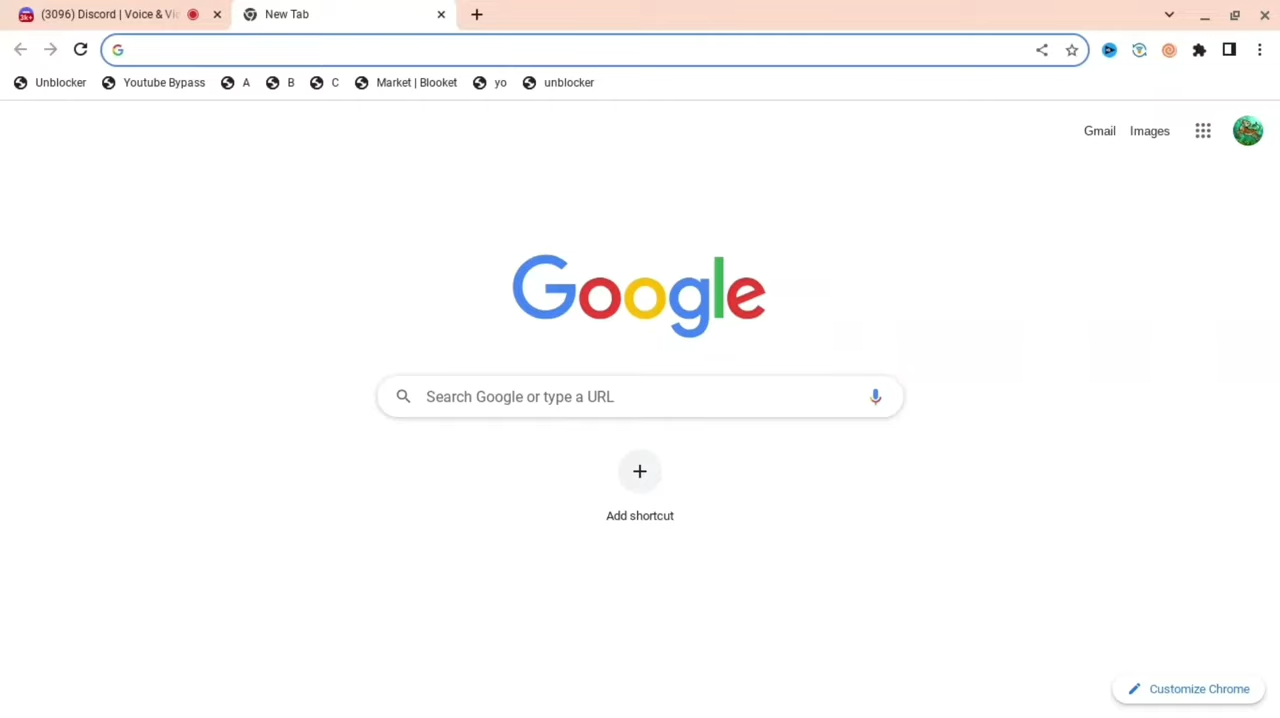 3k+ (3096) Discord | Voice & Vi
New Tab
Unblocker Youtube Bypass A B C Market | Blooket yo unblocker
Gmail Images
Google
Search Google or type a URL
Add shortcut
Customize Chrome